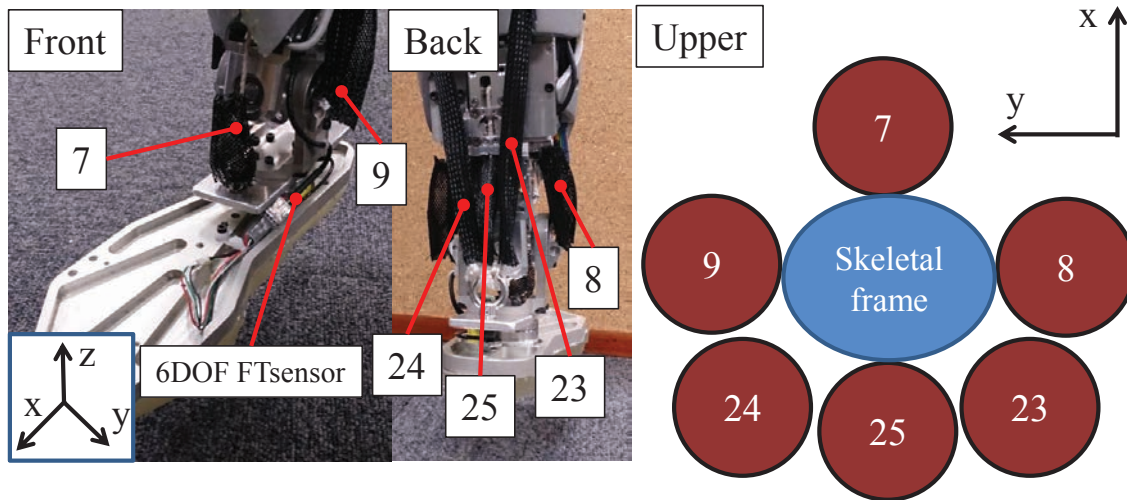 Front
7
9
6DOF FTsensor
z
x
y
Back
8
24
25
23
Upper
x
y
7
9
Skeletal
frame
8
24
25
23